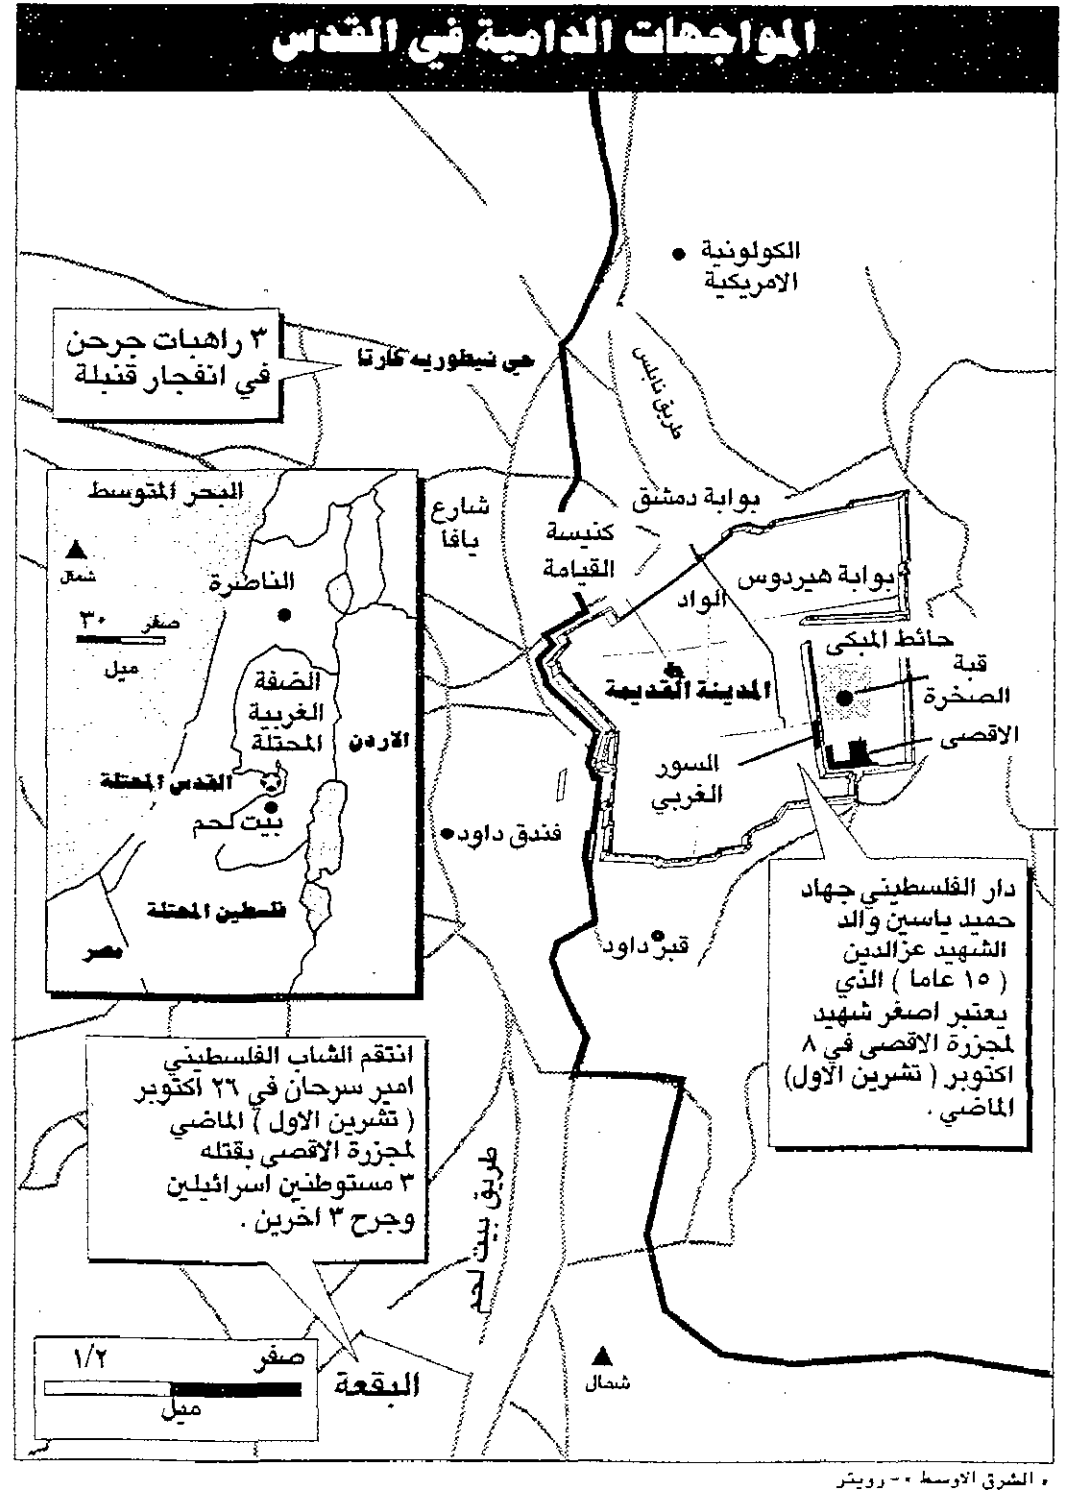 المواجهات الدامية في القدس
الكولونية
الامريكية
٣ راهبات جرحن
في انفجار قنبلة
حي نيطوريه كارتا
طريق نابلس
البحر المتوسط
شمال
صفر ٣٠
ميل
الناضرة
الضفة
الغربية
المحتلة
الاردن
القدس المحتلة
بيت لحم
فلسطين المحتلة
مصر
شارع
يافا
بوابة دمشق
كنيسة
القيامة
بوابة هيردوس
الواد
حائط المبكى
قبة
الصخرة
المدينة القديمة
الاقصى
السور
الغربي
فندق داود
قبر داود
دار الفلسطيني جهاد
حميد ياسين والد
الشهيد عزالدين
( ١٥ عاما ) الذي
يعتبر اصغر شهيد
لمجزرة الاقصى في ٨
اكتوبر ( تشرين الاول)
الماضي .
انتقم الشاب الفلسطيني
امير سرحان في ٢٦ اكتوبر
( تشرين الاول ) الماضي
لمجزرة الاقصى بقتله
٣ مستوطنين اسرائيلين
وجرح ٣ اخرين .
طريق بيت لحم
صفر ١/٢
ميل
البقعة
شمال
« الشرق الاوسط » - رويتر